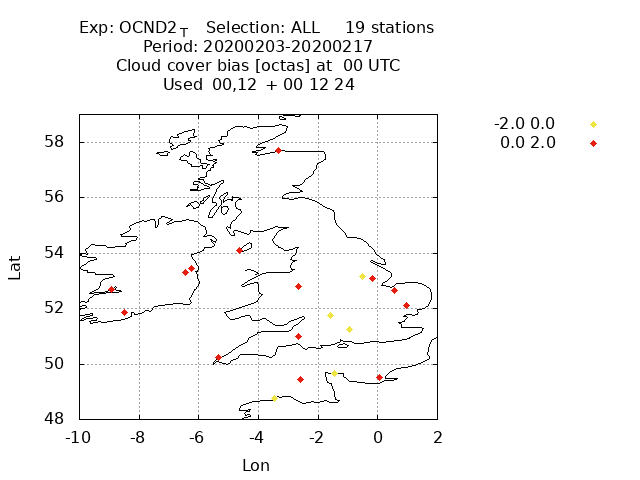 Exp: OCND2_T   Selection: ALL     19 stations
Period: 20200203-20200217
Cloud cover bias [octas] at  00 UTC
Used  00,12  + 00 12 24
-2.0 0.0
0.0 2.0
58
56
54
52
50
48
Lat
-10 -8 -6 -4 -2 0 2
Lon